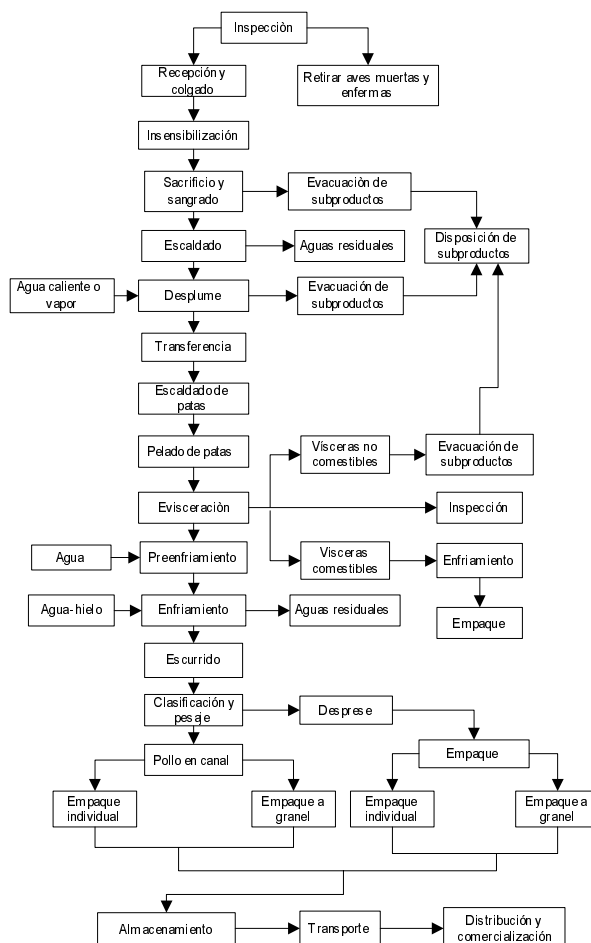 Inspecciòn
Recepción y
colgado
Retirar aves muertas y
enfermas
Insensibilización
Sacrificio y
sangrado
Evacuaciòn de
subproductos
Escaldado
Aguas residuales
Disposición de
subproductos
Agua caliente o
vapor
Desplume
Evacuación de
subproductos
Transferencia
Escaldado de
patas
Pelado de patas
Vísceras no
comestibles
Evacuación de
subproductos
Evisceraciòn
Inspección
Agua
Preenfriamiento
Visceras
comestibles
Enfriamiento
Agua-hielo
Enfriamiento
Aguas residuales
Empaque
Escurrido
Clasificación y
pesaje
Desprese
Pollo en canal
Empaque
Empaque
individual
Empaque a
granel
Empaque
individual
Empaque a
granel
Almacenamiento
Transporte
Distribución y
comercialización